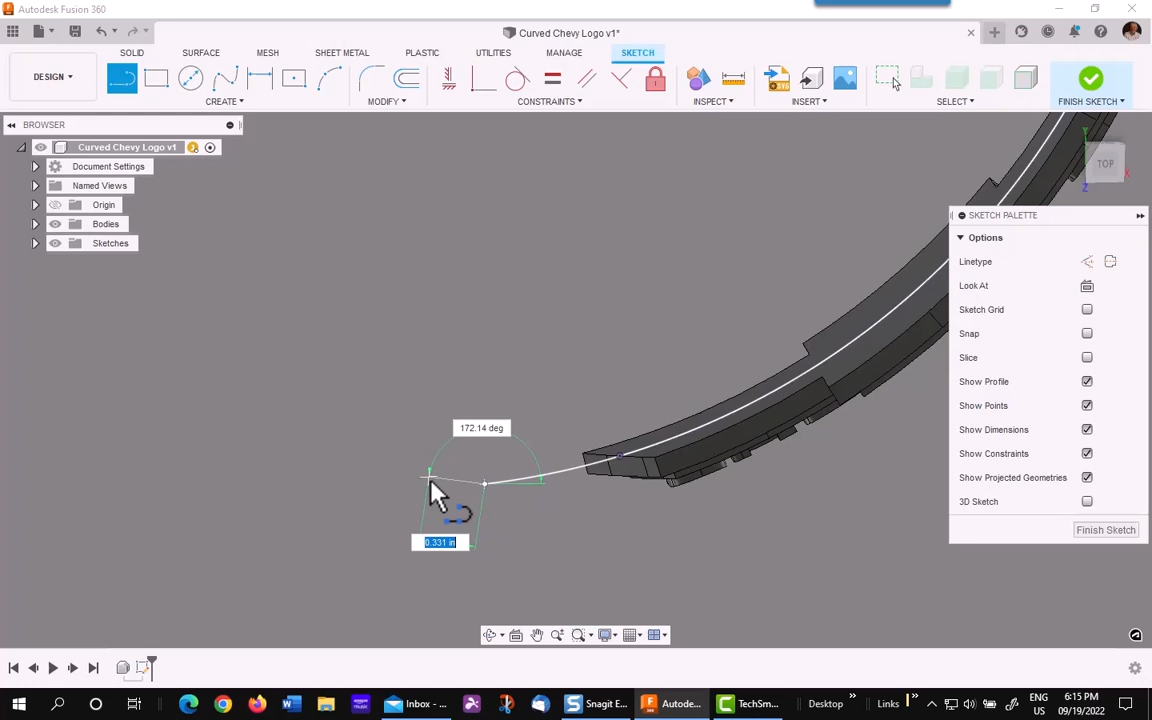 Autodesk Fusion 360
Curved Chevy Logo v1*
DESIGN
SOLID SURFACE MESH SHEET METAL PLASTIC UTILITIES MANAGE SKETCH
CREATE MODIFY CONSTRAINTS INSPECT INSERT SELECT FINISH SKETCH
BROWSER
Curved Chevy Logo v1
Document Settings
Named Views
Origin
Bodies
Sketches
TOP
Y
X
Z
SKETCH PALETTE
Options
Linetype
Look At
Sketch Grid
Snap
Slice
Show Profile
Show Points
Show Dimensions
Show Constraints
Show Projected Geometries
3D Sketch
Finish Sketch
172.14 deg
0.331 in
Inbox - ...
Snagit E...
Autode...
TechSm...
Desktop
Links
ENG
US
6:15 PM
09/19/2022